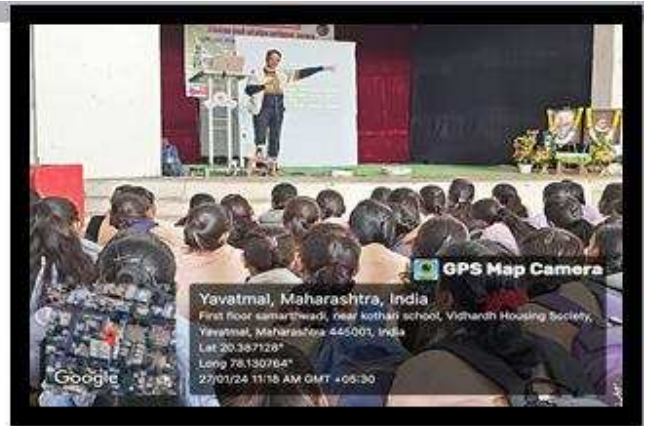 GPS Map Camera
Yavatmal, Maharashtra, India
First floor samarthwadi, near kothari school, Vidhardh Housing Society,
Yavatmal, Maharashtra 445001, India
Lat 20.387128°
Long 78.130764°
27/01/24 11:18 AM GMT +05:30
Google